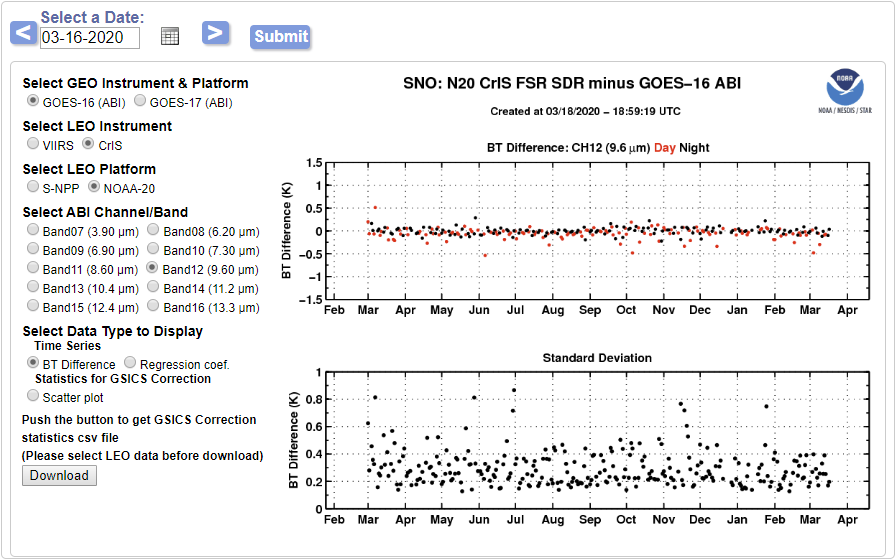 Select a Date:
<
03-16-2020
>
Submit
Select GEO Instrument & Platform
GOES-16 (ABI) GOES-17 (ABI)
Select LEO Instrument
VIIRS CrIS
Select LEO Platform
S-NPP NOAA-20
Select ABI Channel/Band
Band07 (3.90 μm) Band08 (6.20 μm)
Band09 (6.90 μm) Band10 (7.30 μm)
Band11 (8.60 μm) Band12 (9.60 μm)
Band13 (10.4 μm) Band14 (11.2 μm)
Band15 (12.4 μm) Band16 (13.3 μm)
Select Data Type to Display
Time Series
BT Difference Regression coef.
Statistics for GSICS Correction
Scatter plot
Push the button to get GSICS Correction
statistics csv file
(Please select LEO data before download)
Download
SNO: N20 CrIS FSR SDR minus GOES−16 ABI
Created at 03/18/2020 − 18:59:19 UTC
NOAA
NOAA / NESDIS / STAR
BT Difference: CH12 (9.6 μm) Day Night
BT Difference (K)
1.5
1
0.5
0
−0.5
−1
−1.5
Feb Mar Apr May Jun Jul Aug Sep Oct Nov Dec Jan Feb Mar Apr
Standard Deviation
BT Difference (K)
1
0.8
0.6
0.4
0.2
0
Feb Mar Apr May Jun Jul Aug Sep Oct Nov Dec Jan Feb Mar Apr